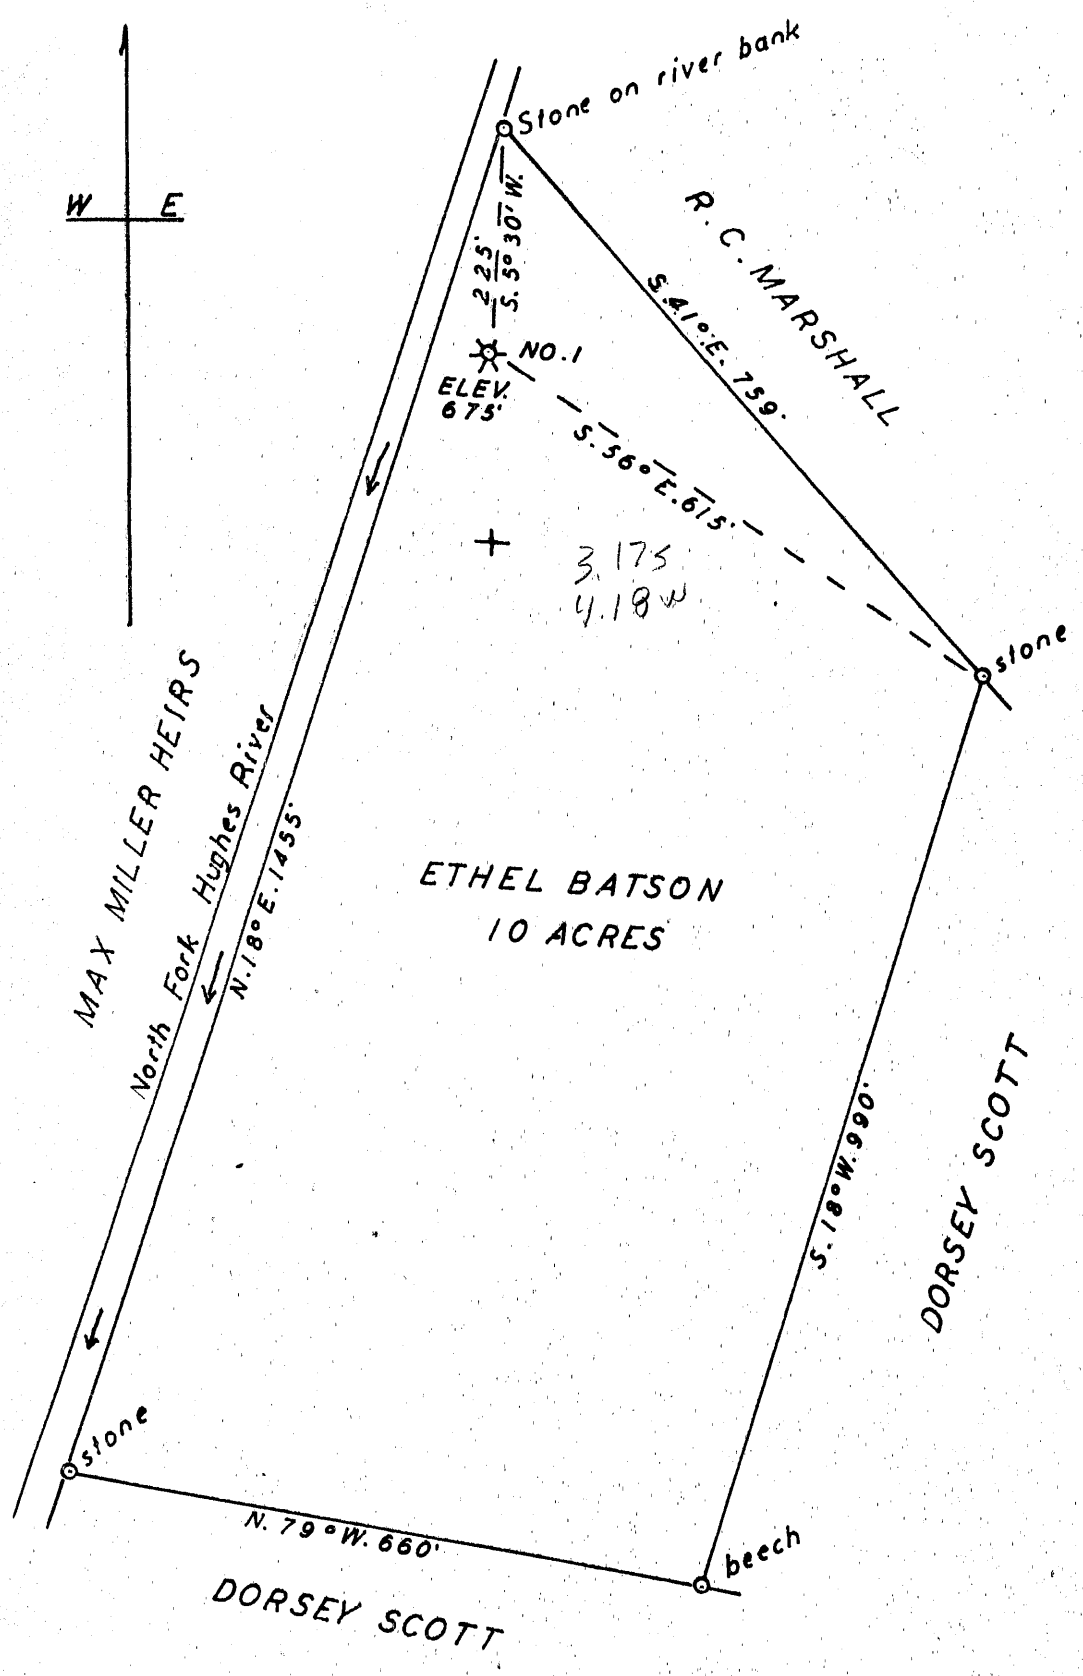 Stone on river bank
W E
R. C. MARSHALL
S. 41° E. 759'
225'
S. 5° 30' W.
NO. 1
ELEV.
675'
S. 56° E. 615'
3.17s
4.18w
stone
MAX MILLER HEIRS
North Fork Hughes River
N. 18° E. 1455'
ETHEL BATSON
10 ACRES
S. 18° W. 990'
DORSEY SCOTT
stone
N. 79° W. 660'
beech
DORSEY SCOTT